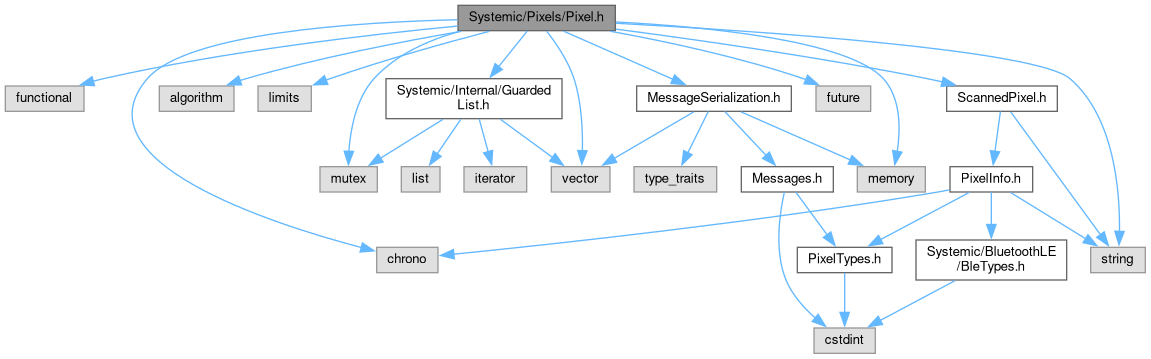 Systemic/Pixels/Pixel.h
functional
algorithm
limits
Systemic/Internal/Guarded
List.h
MessageSerialization.h
future
ScannedPixel.h
mutex
list
iterator
vector
type_traits
Messages.h
memory
PixelInfo.h
chrono
PixelTypes.h
Systemic/BluetoothLE
/BleTypes.h
string
cstdint